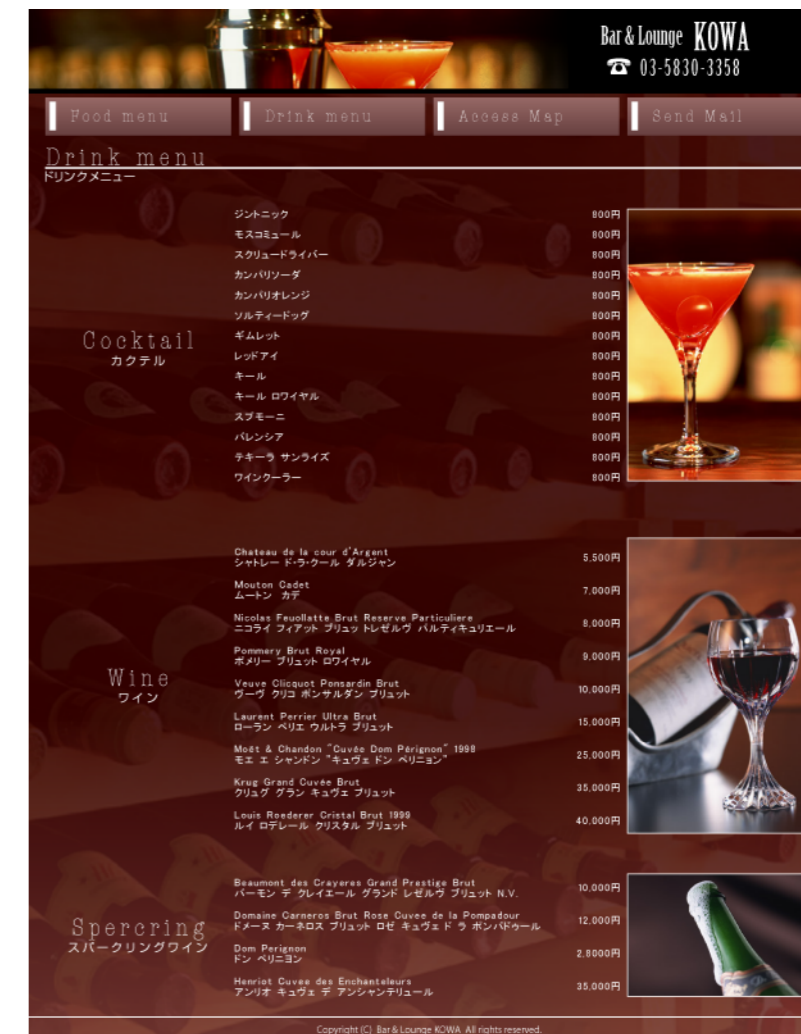 Bar & Lounge KOWA
☎ 03-5830-3358
Food menu
Drink menu
Access Map
Send Mail
Drink menu
ドリンクメニュー
Cocktail
カクテル
ジントニック 800円
モスコミュール 800円
スクリュードライバー 800円
カンパリソーダ 800円
カンパリオレンジ 800円
ソルティードッグ 800円
ギムレット 800円
レッドアイ 800円
キール 800円
キール ロワイヤル 800円
スプモーニ 800円
バレンシア 800円
テキーラ サンライズ 800円
ワインクーラー 800円
Wine
ワイン
Chateau de la cour d'Argent
シャトレー ド・ラ・クール ダルジャン 5,500円
Mouton Cadet
ムートン カデ 7,000円
Nicolas Feuollatte Brut Reserve Particuliere
ニコライ フィアット ブリュットレゼルヴ パルティキュリエール 8,000円
Pommery Brut Royal
ポメリー ブリュット ロワイヤル 9,000円
Veuve Clicquot Ponsardin Brut
ヴーヴ クリコ ポンサルダン ブリュット 10,000円
Laurent Perrier Ultra Brut
ローラン ペリエ ウルトラ ブリュット 15,000円
Moët & Chandon "Cuvée Dom Pérignon" 1998
モエ エ シャンドン "キュヴェ ドン ペリニョン" 25,000円
Krug Grand Cuvée Brut
クリュグ グラン キュヴェ ブリュット 35,000円
Louis Roederer Cristal Brut 1999
ルイ ロデレール クリスタル ブリュット 40,000円
Spercring
スパークリングワイン
Beaumont des Crayeres Grand Prestige Brut
バーモン デ クレイエール グランド レゼルヴ ブリュット N.V. 10,000円
Domaine Carneros Brut Rose Cuvee de la Pompadour
ドメーヌ カーネロス ブリュット ロゼ キュヴェ ド ラ ポンパドゥール 12,000円
Dom Perignon
ドン ペリニヨン 2,8000円
Henriot Cuvee des Enchanteleurs
アンリオ キュヴェ デ アンシャンテリュール 35,000円
Copyright (C) Bar & Lounge KOWA All rights reserved.